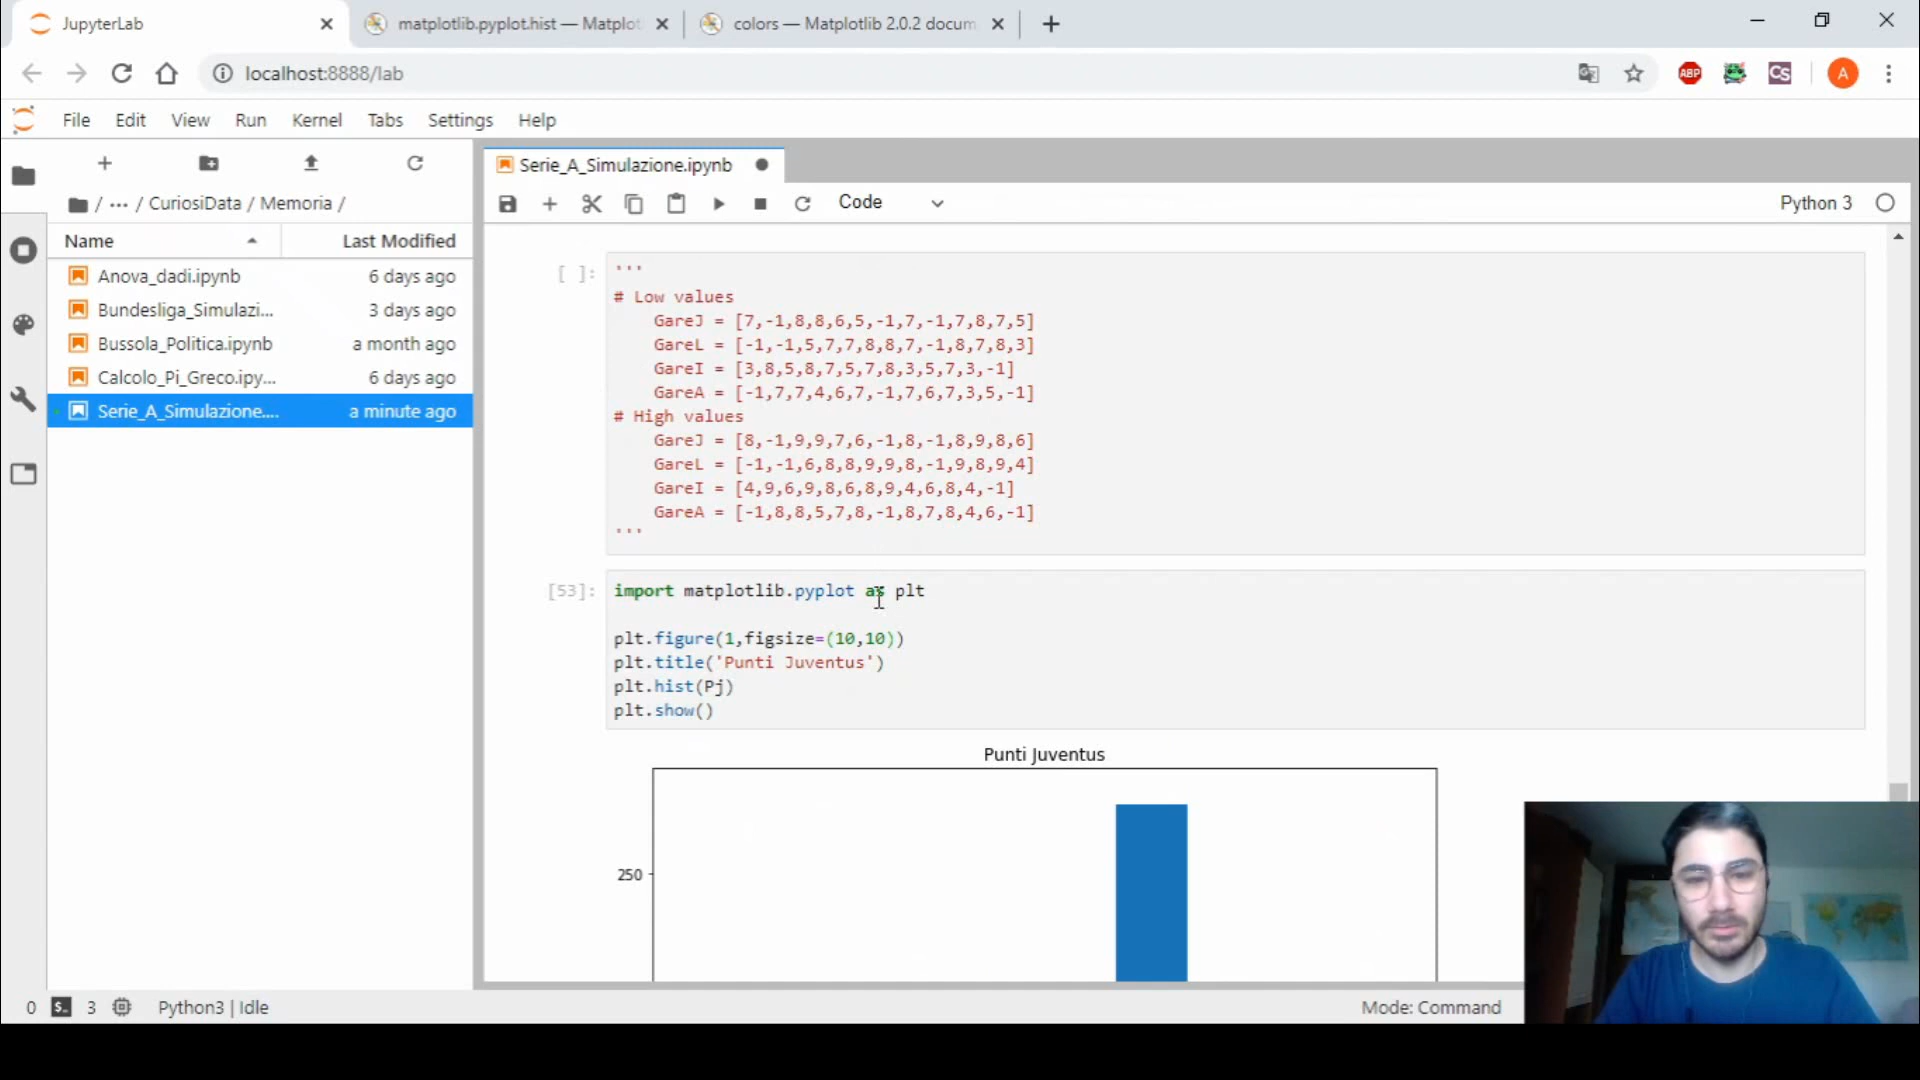 JupyterLab
matplotlib.pyplot.hist — Matplot
colors — Matplotlib 2.0.2 docum
localhost:8888/lab
ABP
CS
A
File Edit View Run Kernel Tabs Settings Help
/ ··· / CuriosiData / Memoria /
Name Last Modified
Anova_dadi.ipynb 6 days ago
Bundesliga_Simulazi... 3 days ago
Bussola_Politica.ipynb a month ago
Calcolo_Pi_Greco.ipy... 6 days ago
Serie_A_Simulazione.... a minute ago
Serie_A_Simulazione.ipynb
Code
Python 3
[ ]:
'''
# Low values
GareJ = [7,-1,8,8,6,5,-1,7,-1,7,8,7,5]
GareL = [-1,-1,5,7,7,8,8,7,-1,8,7,8,3]
GareI = [3,8,5,8,7,5,7,8,3,5,7,3,-1]
GareA = [-1,7,7,4,6,7,-1,7,6,7,3,5,-1]
# High values
GareJ = [8,-1,9,9,7,6,-1,8,-1,8,9,8,6]
GareL = [-1,-1,6,8,8,9,9,8,-1,9,8,9,4]
GareI = [4,9,6,9,8,6,8,9,4,6,8,4,-1]
GareA = [-1,8,8,5,7,8,-1,8,7,8,4,6,-1]
'''
[53]:
import matplotlib.pyplot as plt
plt.figure(1,figsize=(10,10))
plt.title('Punti Juventus')
plt.hist(Pj)
plt.show()
Punti Juventus
250
0 $_ 3 Python3 | Idle
Mode: Command